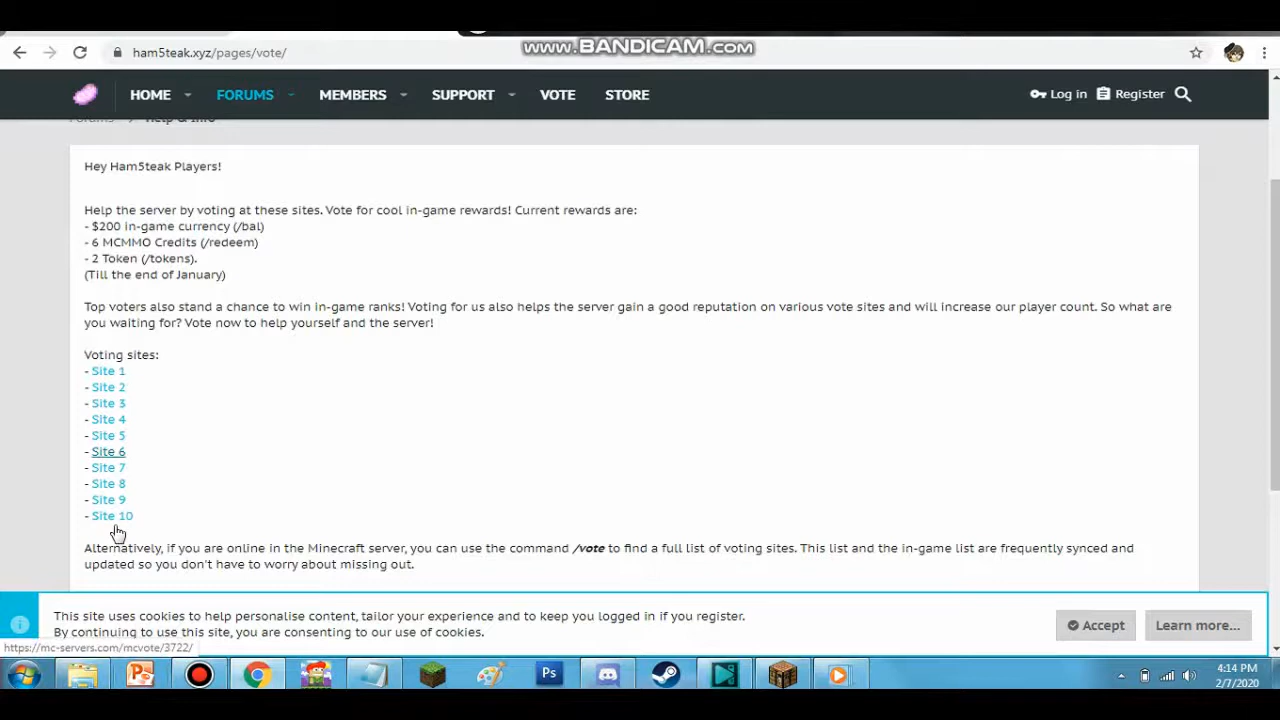 www.BANDICAM.com
ham5teak.xyz/pages/vote/
HOME FORUMS MEMBERS SUPPORT VOTE STORE Log in Register
Forums Help & Info
Hey Ham5teak Players!
Help the server by voting at these sites. Vote for cool in-game rewards! Current rewards are:
- $200 in-game currency (/bal)
- 6 MCMMO Credits (/redeem)
- 2 Token (/tokens).
(Till the end of January)
Top voters also stand a chance to win in-game ranks! Voting for us also helps the server gain a good reputation on various vote sites and will increase our player count. So what are
you waiting for? Vote now to help yourself and the server!
Voting sites:
- Site 1
- Site 2
- Site 3
- Site 4
- Site 5
- Site 6
- Site 7
- Site 8
- Site 9
- Site 10
Alternatively, if you are online in the Minecraft server, you can use the command /vote to find a full list of voting sites. This list and the in-game list are frequently synced and
updated so you don't have to worry about missing out.
This site uses cookies to help personalise content, tailor your experience and to keep you logged in if you register.
By continuing to use this site, you are consenting to our use of cookies.
Accept Learn more...
https://mc-servers.com/mcvote/3722/
Ps
4:14 PM
2/7/2020